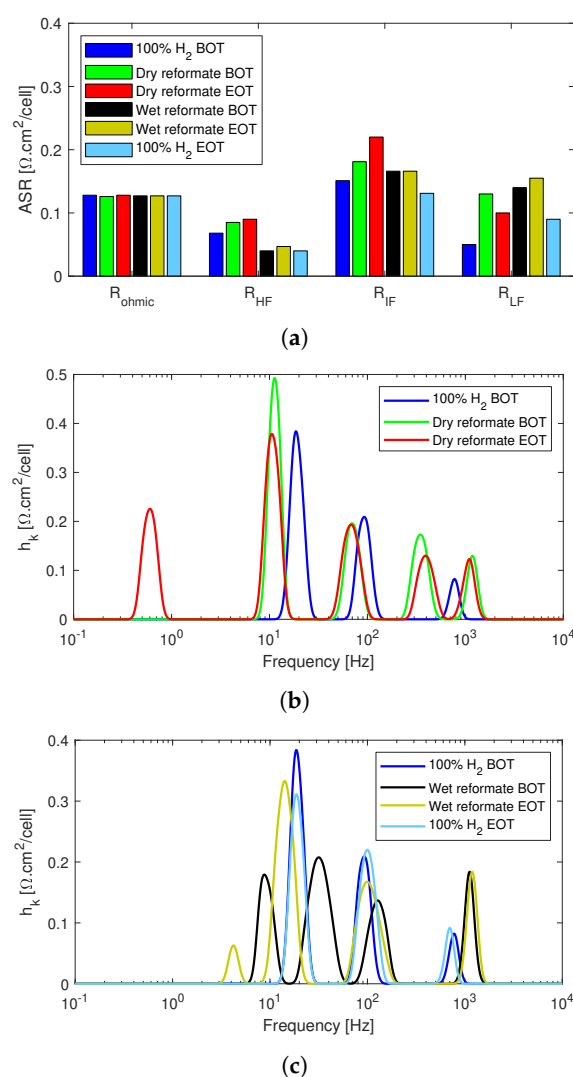 0.4
0.3
0.2
0.1
0
ASR [Ω.cm²/cell]
100% H₂ BOT
Dry reformate BOT
Dry reformate EOT
Wet reformate BOT
Wet reformate EOT
100% H₂ EOT
R_ohmic R_HF R_IF R_LF
(a)
0.5
0.4
0.3
0.2
0.1
0
h_k [Ω.cm²/cell]
100% H₂ BOT
Dry reformate BOT
Dry reformate EOT
10⁻¹ 10⁰ 10¹ 10² 10³ 10⁴
Frequency [Hz]
(b)
0.4
0.3
0.2
0.1
0
h_k [Ω.cm²/cell]
100% H₂ BOT
Wet reformate BOT
Wet reformate EOT
100% H₂ EOT
10⁻¹ 10⁰ 10¹ 10² 10³ 10⁴
Frequency [Hz]
(c)